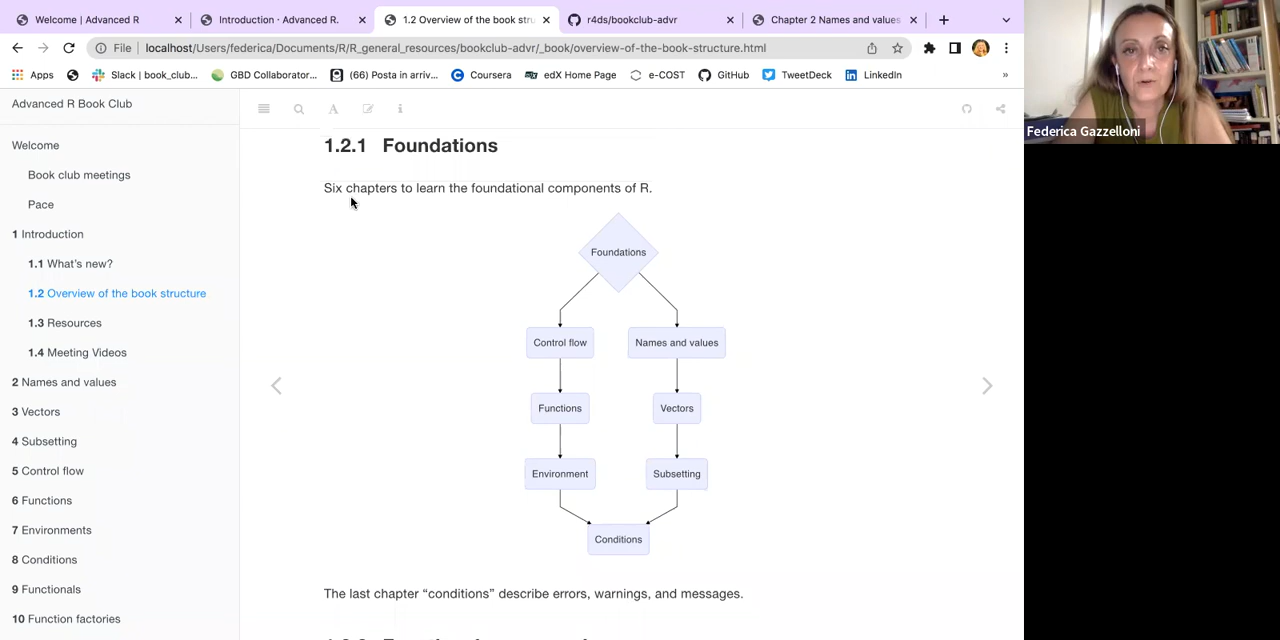 Welcome | Advanced R
Introduction · Advanced R.
1.2 Overview of the book stru
r4ds/bookclub-advr
Chapter 2 Names and values
File
localhost/Users/federica/Documents/R/R_general_resources/bookclub-advr/_book/overview-of-the-book-structure.html
Apps
Slack | book_club...
GBD Collaborator...
(66) Posta in arriv...
Coursera
edX Home Page
e-COST
GitHub
TweetDeck
LinkedIn
»
Advanced R Book Club
Welcome
Book club meetings
Pace
1 Introduction
1.1 What's new?
1.2 Overview of the book structure
1.3 Resources
1.4 Meeting Videos
2 Names and values
3 Vectors
4 Subsetting
5 Control flow
6 Functions
7 Environments
8 Conditions
9 Functionals
10 Function factories
1.2.1 Foundations
Six chapters to learn the foundational components of R.
Foundations
Control flow
Names and values
Functions
Vectors
Environment
Subsetting
Conditions
The last chapter “conditions” describe errors, warnings, and messages.
Federica Gazzelloni